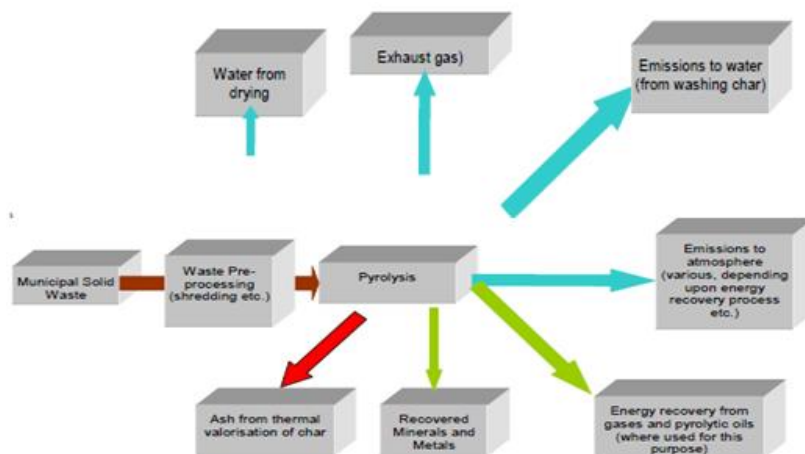 Water from
drying
Exhaust gas)
Emissions to water
(from washing char)
Municipal Solid
Waste
Waste Pre-
processing
(shredding etc.)
Pyrolysis
Emissions to
atmosphere
(various, depending
upon energy
recovery process
etc.)
Ash from thermal
valorisation of char
Recovered
Minerals and
Metals
Energy recovery from
gases and pyrolytic oils
(where used for this
purpose)